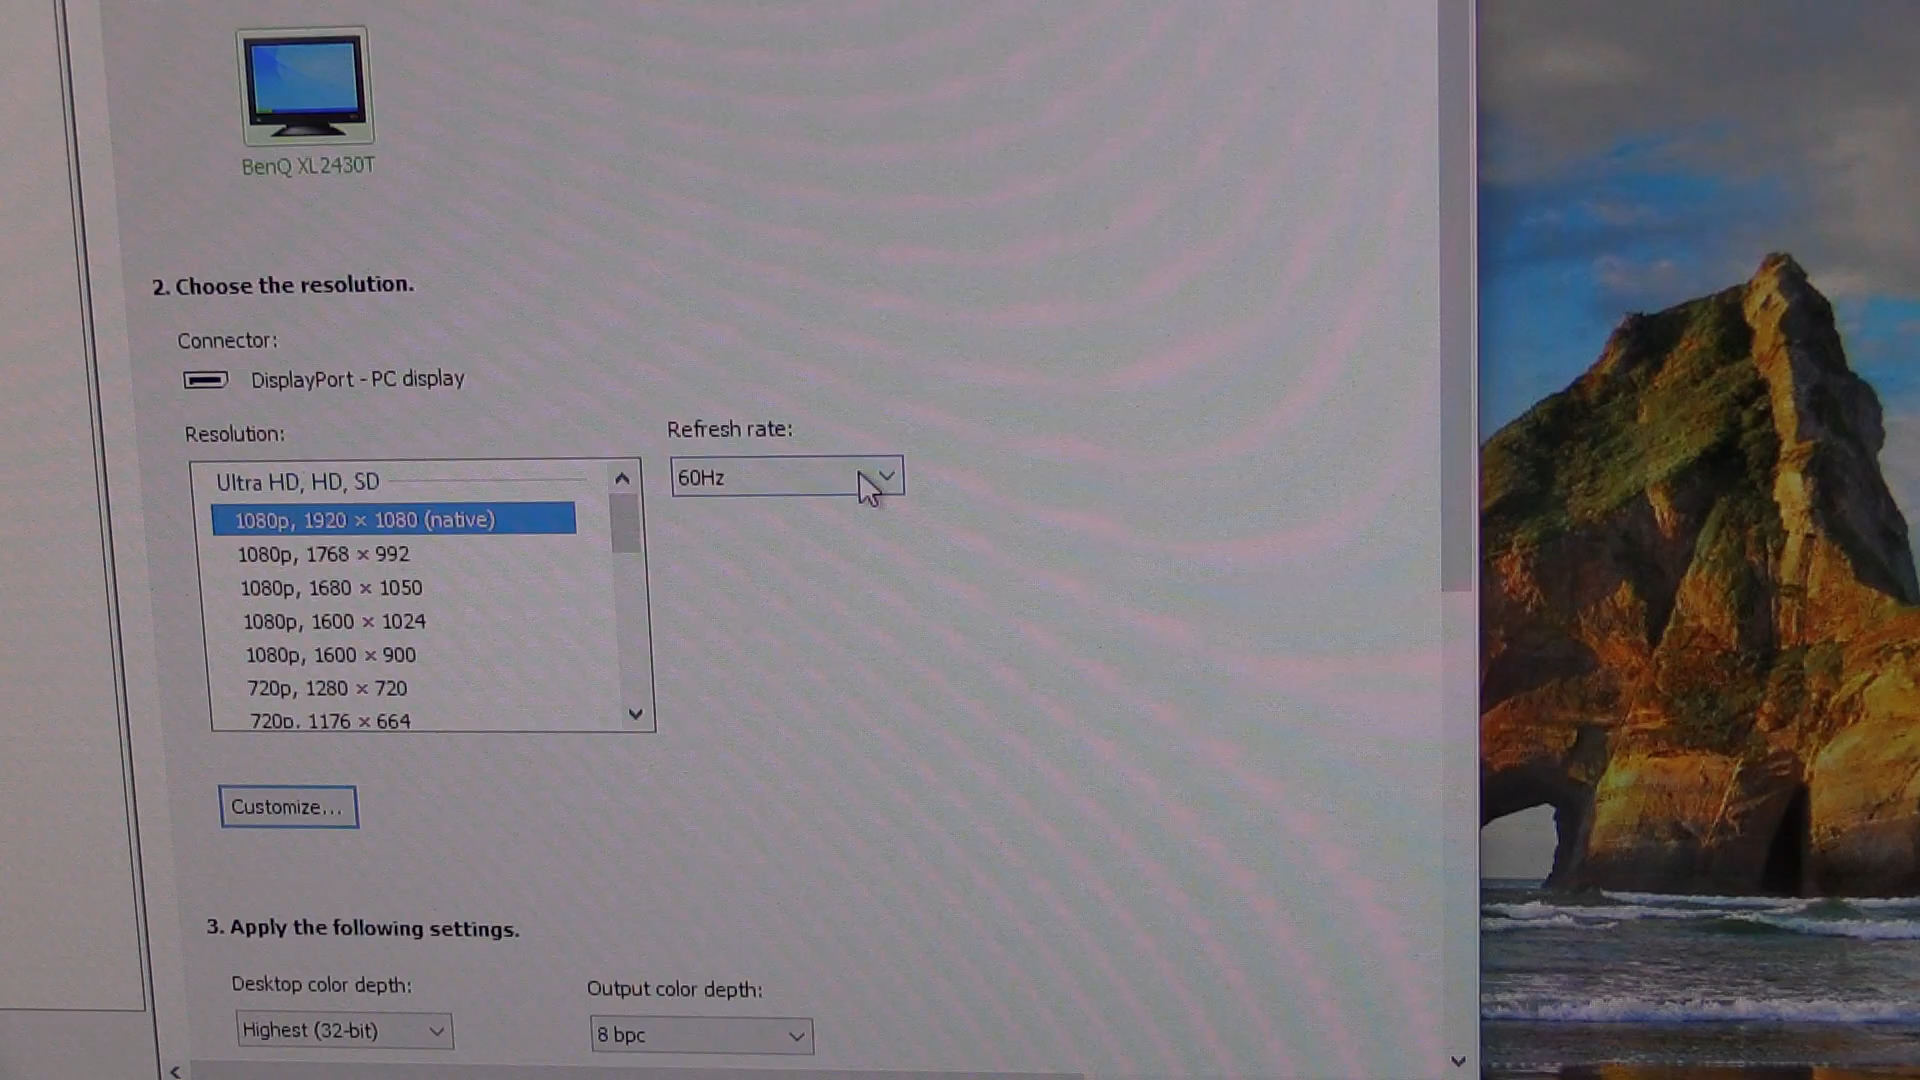 BenQ XL2430T
2. Choose the resolution.
Connector:
DisplayPort - PC display
Resolution:
Refresh rate:
Ultra HD, HD, SD
60Hz
1080p, 1920 × 1080 (native)
1080p, 1768 × 992
1080p, 1680 × 1050
1080p, 1600 × 1024
1080p, 1600 × 900
720p, 1280 × 720
720p, 1176 × 664
Customize...
3. Apply the following settings.
Desktop color depth:
Output color depth:
Highest (32-bit)
8 bpc